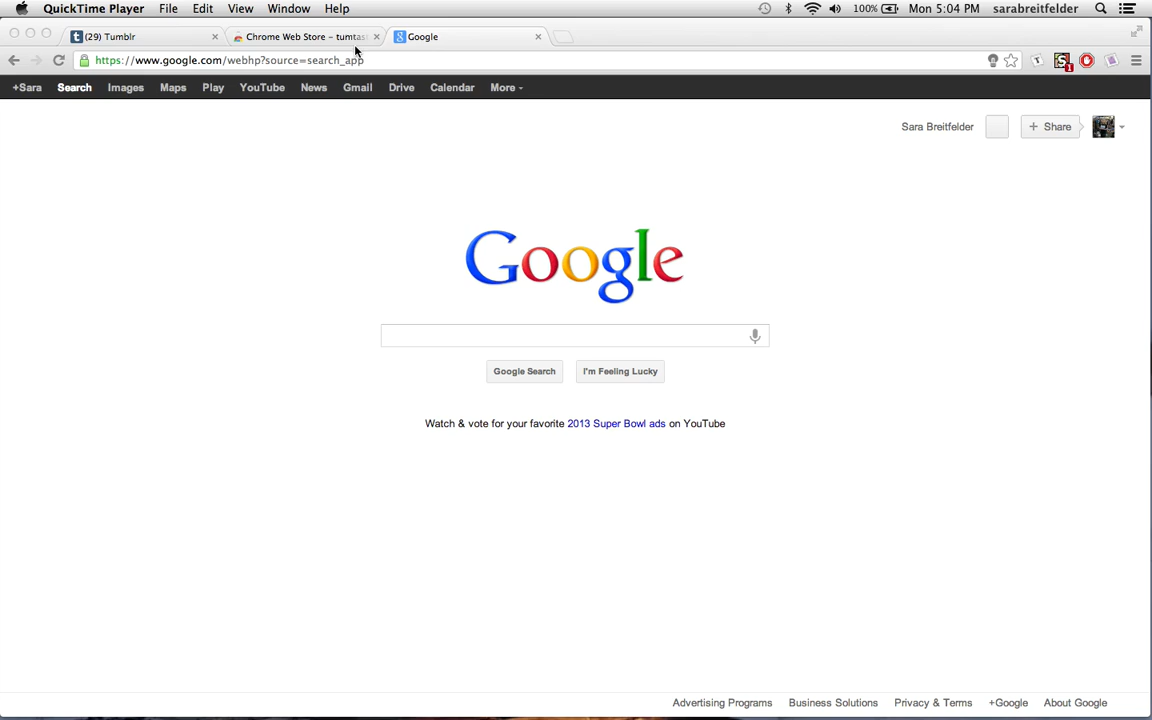 QuickTime Player File Edit View Window Help 100% Mon 5:04 PM sarabreitfelder
(29) Tumblr Chrome Web Store - tumtas Google
https://www.google.com/webhp?source=search_app
+Sara Search Images Maps Play YouTube News Gmail Drive Calendar More
Sara Breitfelder + Share
Google
Google Search I'm Feeling Lucky
Watch & vote for your favorite 2013 Super Bowl ads on YouTube
Advertising Programs Business Solutions Privacy & Terms +Google About Google